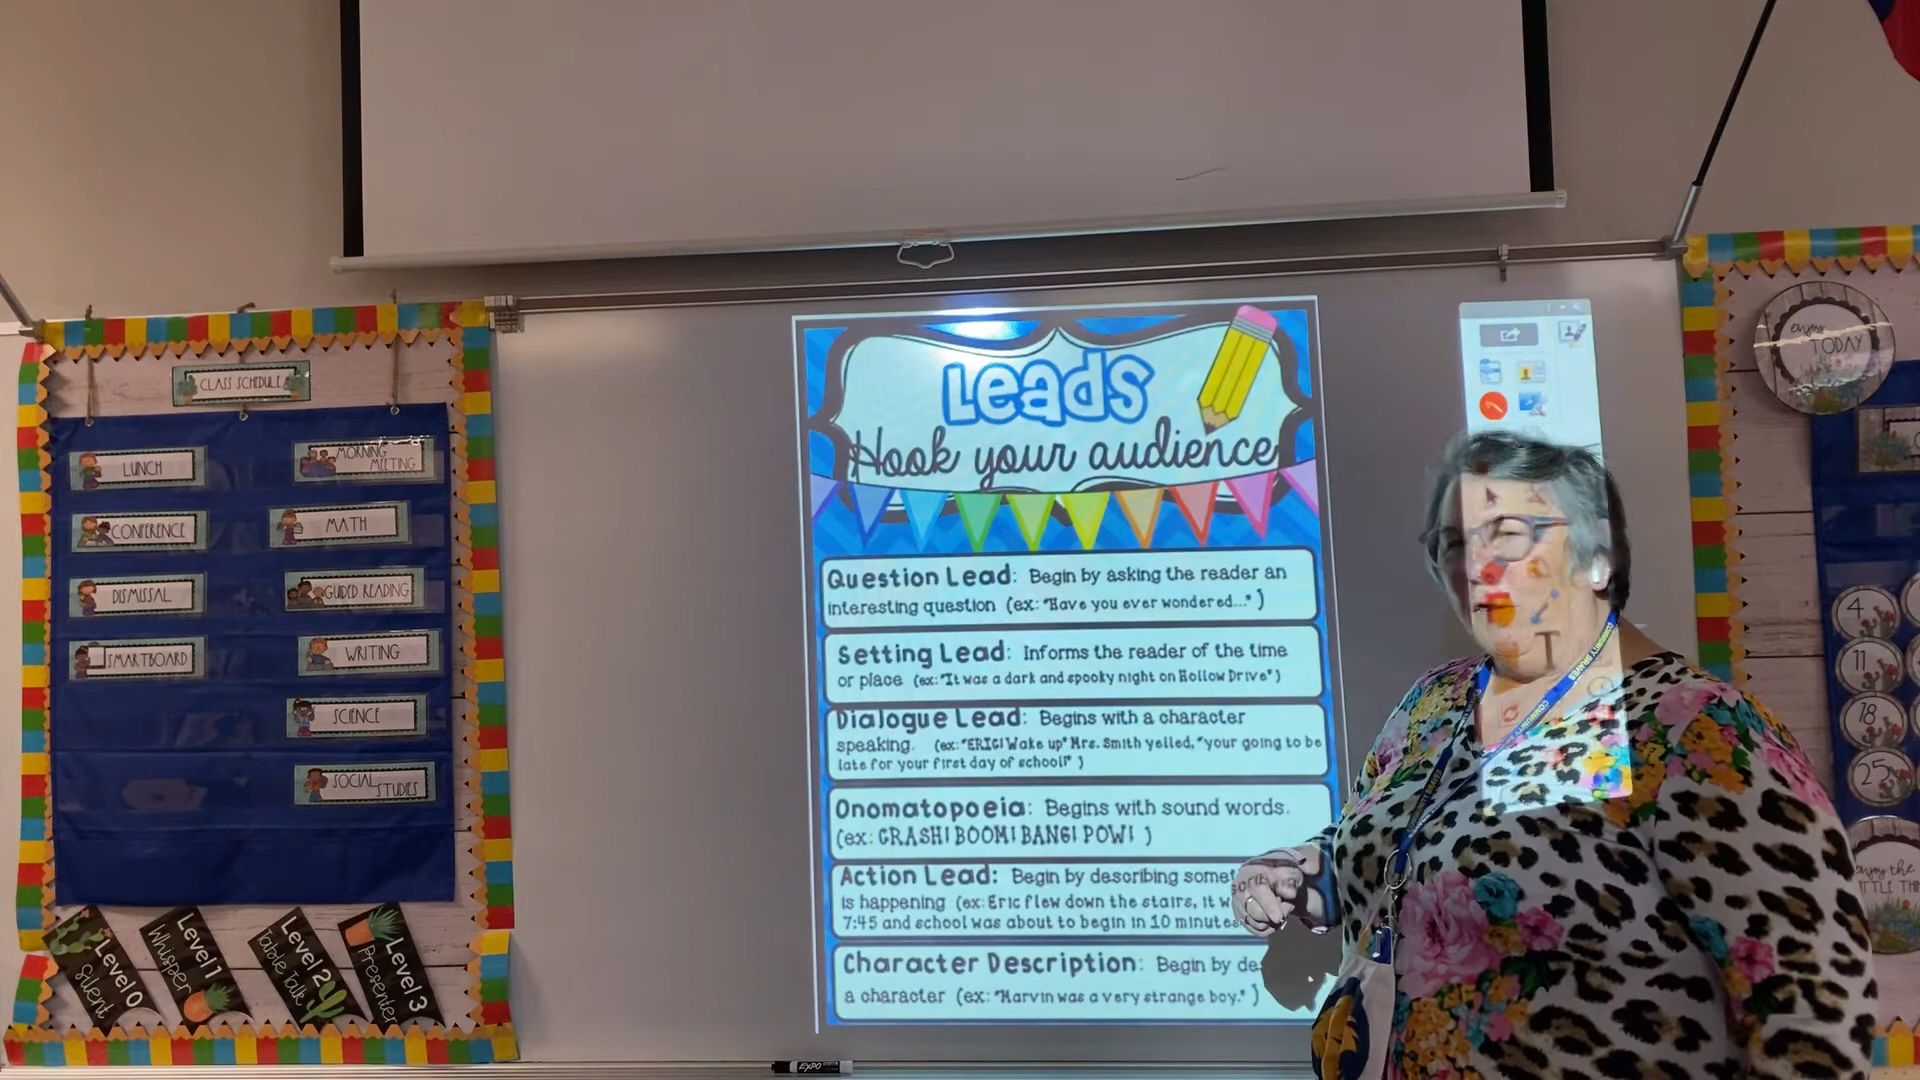 CLASS SCHEDULE
LUNCH
MORNING
MEETING
CONFERENCE
MATH
DISMISSAL
GUIDED READING
SMARTBOARD
WRITING
SCIENCE
SOCIAL
STUDIES
Level 0
Silent
Level 1
Whisper
Level 2
Table Talk
Level 3
Presenter
Leads
Hook your audience
Question Lead: Begin by asking the reader an
interesting question (ex: "Have you ever wondered..." )
Setting Lead: Informs the reader of the time
or place (ex: "It was a dark and spooky night on Hollow Drive")
Dialogue Lead: Begins with a character
speaking. (ex: "ERIC! Wake up" Mrs. Smith yelled, "your going to be
late for your first day of school!" )
Onomatopoeia: Begins with sound words.
(ex: CRASH! BOOM! BANG! POW! )
Action Lead: Begin by describing somet
is happening (ex: Eric flew down the stairs, it w
7:45 and school was about to begin in 10 minutes
Character Description: Begin by de
a character (ex: "Marvin was a very strange boy." )
EXPO
T
COMMUNITY BRAVES
enjoy
TODAY
4
11
18
25
enjoy the